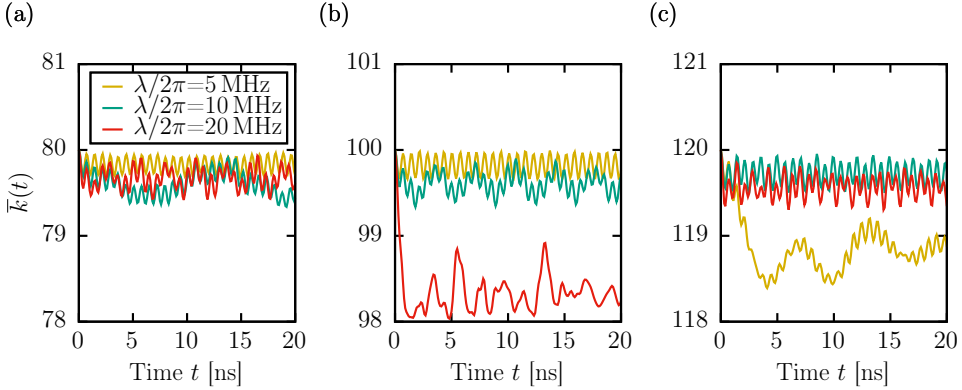 (a) (b) (c)
81 101 121
λ/2π=5 MHz
λ/2π=10 MHz
λ/2π=20 MHz
80 100 120
k̅(t)
79 99 119
78 98 118
0 5 10 15 20 0 5 10 15 20 0 5 10 15 20
Time t [ns] Time t [ns] Time t [ns]